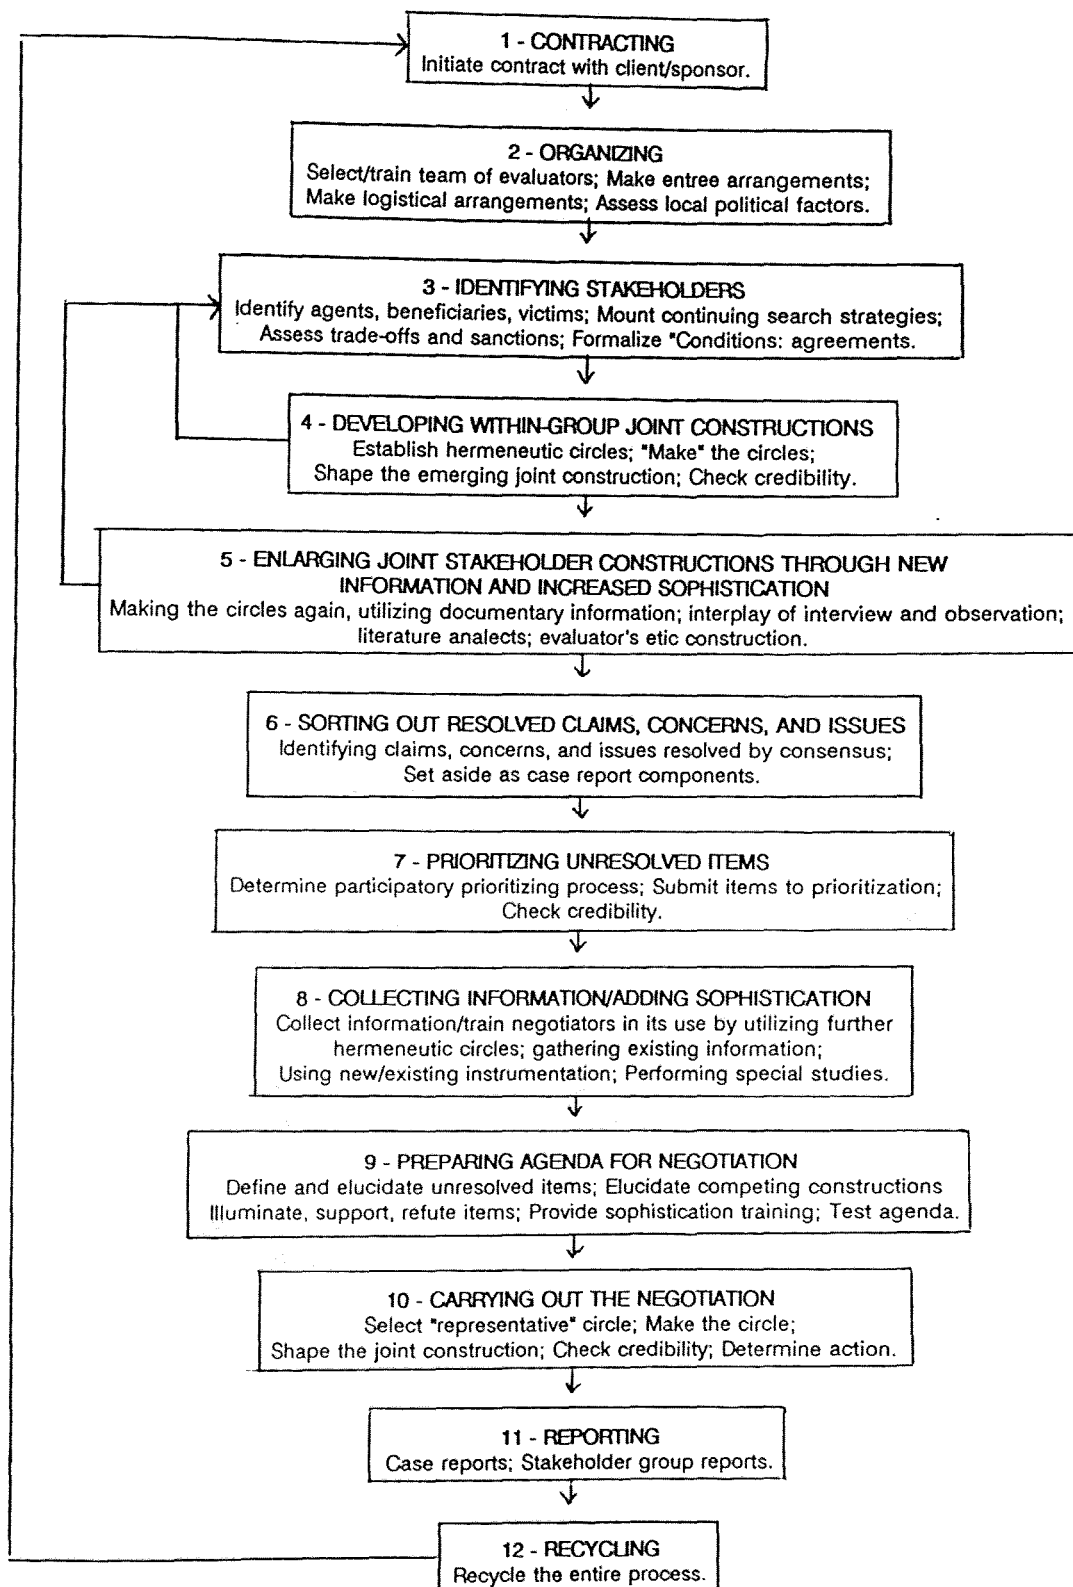 1 - CONTRACTING
Initiate contract with client/sponsor.
2 - ORGANIZING
Select/train team of evaluators; Make entree arrangements;
Make logistical arrangements; Assess local political factors.
3 - IDENTIFYING STAKEHOLDERS
Identify agents, beneficiaries, victims; Mount continuing search strategies;
Assess trade-offs and sanctions; Formalize "Conditions: agreements.
4 - DEVELOPING WITHIN-GROUP JOINT CONSTRUCTIONS
Establish hermeneutic circles; "Make" the circles;
Shape the emerging joint construction; Check credibility.
5 - ENLARGING JOINT STAKEHOLDER CONSTRUCTIONS THROUGH NEW
INFORMATION AND INCREASED SOPHISTICATION
Making the circles again, utilizing documentary information; interplay of interview and observation;
literature analects; evaluator's etic construction.
6 - SORTING OUT RESOLVED CLAIMS, CONCERNS, AND ISSUES
Identifying claims, concerns, and issues resolved by consensus;
Set aside as case report components.
7 - PRIORITIZING UNRESOLVED ITEMS
Determine participatory prioritizing process; Submit items to prioritization;
Check credibility.
8 - COLLECTING INFORMATION/ADDING SOPHISTICATION
Collect information/train negotiators in its use by utilizing further
hermeneutic circles; gathering existing information;
Using new/existing instrumentation; Performing special studies.
9 - PREPARING AGENDA FOR NEGOTIATION
Define and elucidate unresolved items; Elucidate competing constructions
Illuminate, support, refute items; Provide sophistication training; Test agenda.
10 - CARRYING OUT THE NEGOTIATION
Select "representative" circle; Make the circle;
Shape the joint construction; Check credibility; Determine action.
11 - REPORTING
Case reports; Stakeholder group reports.
12 - RECYCLING
Recycle the entire process.